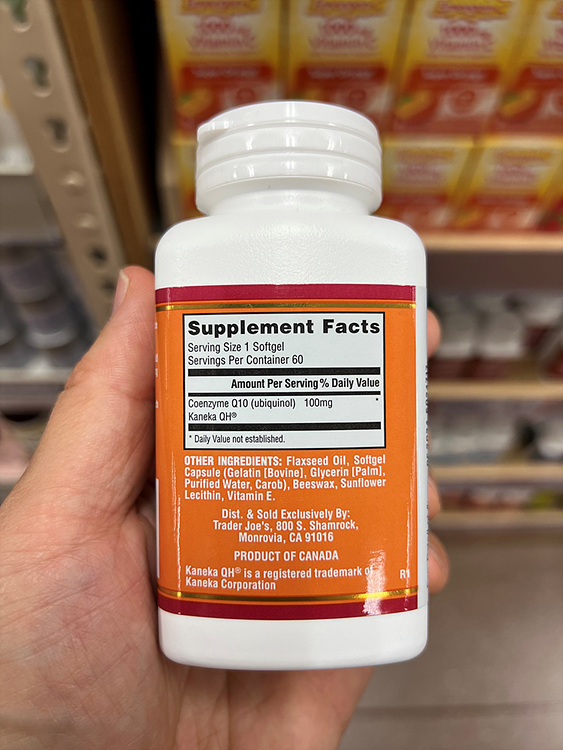 Supplement Facts
Serving Size 1 Softgel
Servings Per Container 60
Amount Per Serving % Daily Value
Coenzyme Q10 (ubiquinol) 100mg *
Kaneka QH®
* Daily Value not established.
OTHER INGREDIENTS: Flaxseed Oil, Softgel
Capsule (Gelatin [Bovine], Glycerin [Palm],
Purified Water, Carob), Beeswax, Sunflower
Lecithin, Vitamin E.
Dist. & Sold Exclusively By:
Trader Joe's, 800 S. Shamrock,
Monrovia, CA 91016
PRODUCT OF CANADA
Kaneka QH® is a registered trademark of
Kaneka Corporation
Vitamin C
Vitamin C